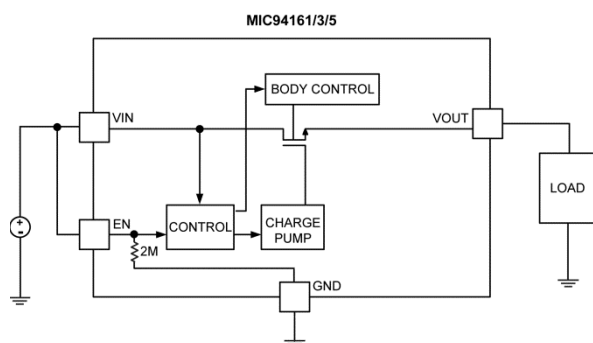 MIC94161/3/5
BODY CONTROL
VIN
VOUT
LOAD
EN
CONTROL
CHARGE
PUMP
2M
GND
+
-